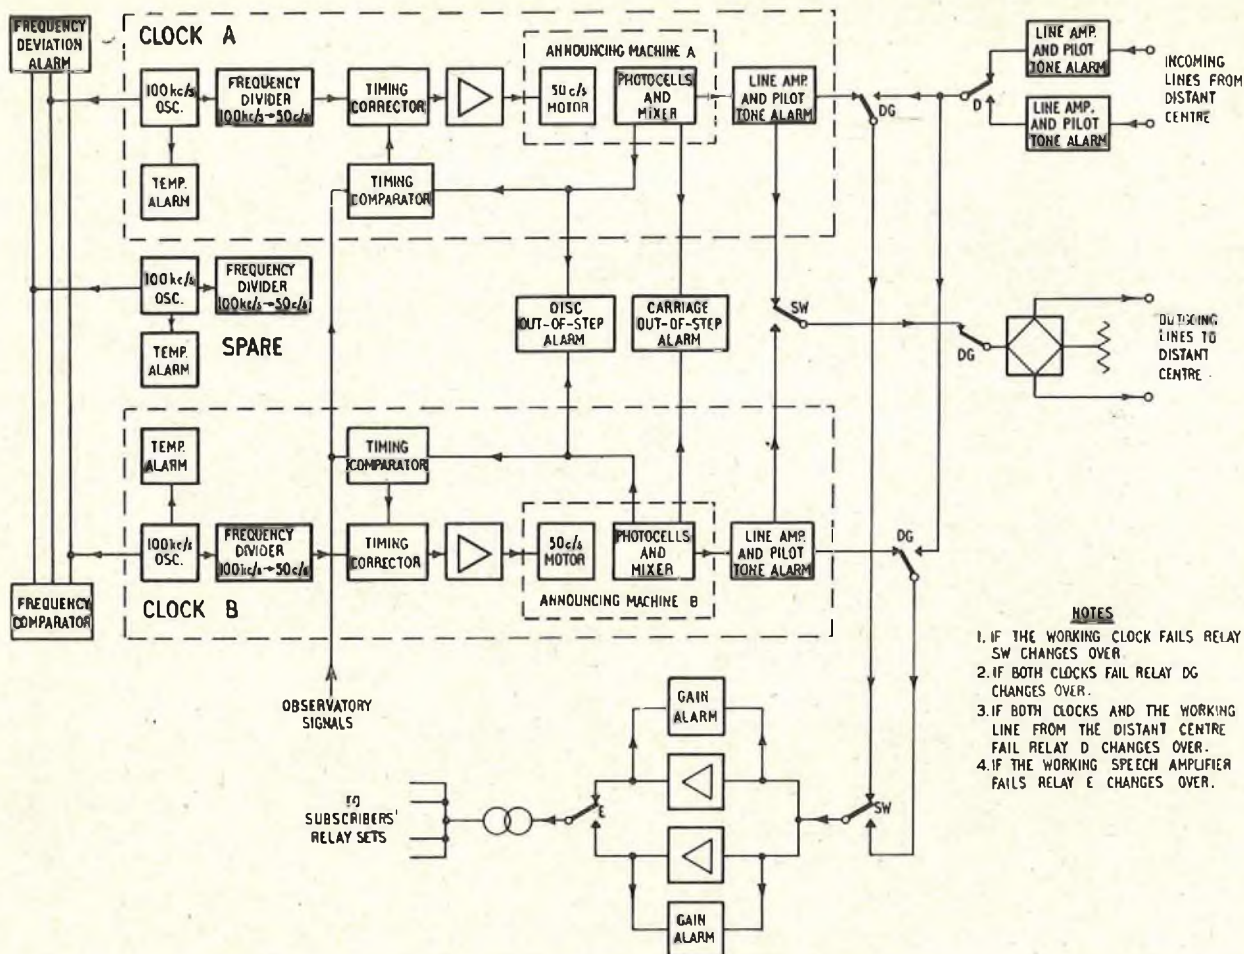 FREQUENCY
DEVIATION
ALARM
CLOCK A
100kc/s
OSC.
FREQUENCY
DIVIDER
100kc/s→50c/s
TIMING
CORRECTOR
ANNOUNCING MACHINE A
50c/s
MOTOR
PHOTOCELLS
AND
MIXER
LINE AMP.
AND PILOT
TONE ALARM
DG
D
LINE AMP.
AND PILOT
TONE ALARM
LINE AMP.
AND PILOT
TONE ALARM
INCOMING
LINES FROM
DISTANT
CENTRE
TEMP.
ALARM
TIMING
COMPARATOR
100kc/s
OSC.
FREQUENCY
DIVIDER
100kc/s→50c/s
TEMP.
ALARM
SPARE
DISC
OUT-OF-STEP
ALARM
CARRIAGE
OUT-OF-STEP
ALARM
SW
DG
OUTGOING
LINES TO
DISTANT
CENTRE
TEMP.
ALARM
TIMING
COMPARATOR
100kc/s
OSC.
FREQUENCY
DIVIDER
100kc/s→50c/s
TIMING
CORRECTOR
50c/s
MOTOR
PHOTOCELLS
AND
MIXER
LINE AMP.
AND PILOT
TONE ALARM
DG
FREQUENCY
COMPARATOR
CLOCK B
ANNOUNCING MACHINE B
OBSERVATORY
SIGNALS
GAIN
ALARM
TO
SUBSCRIBERS'
RELAY SETS
E
SW
GAIN
ALARM
NOTES
1. IF THE WORKING CLOCK FAILS RELAY
SW CHANGES OVER.
2. IF BOTH CLOCKS FAIL RELAY DG
CHANGES OVER.
3. IF BOTH CLOCKS AND THE WORKING
LINE FROM THE DISTANT CENTRE
FAIL RELAY D CHANGES OVER.
4. IF THE WORKING SPEECH AMPLIFIER
FAILS RELAY E CHANGES OVER.